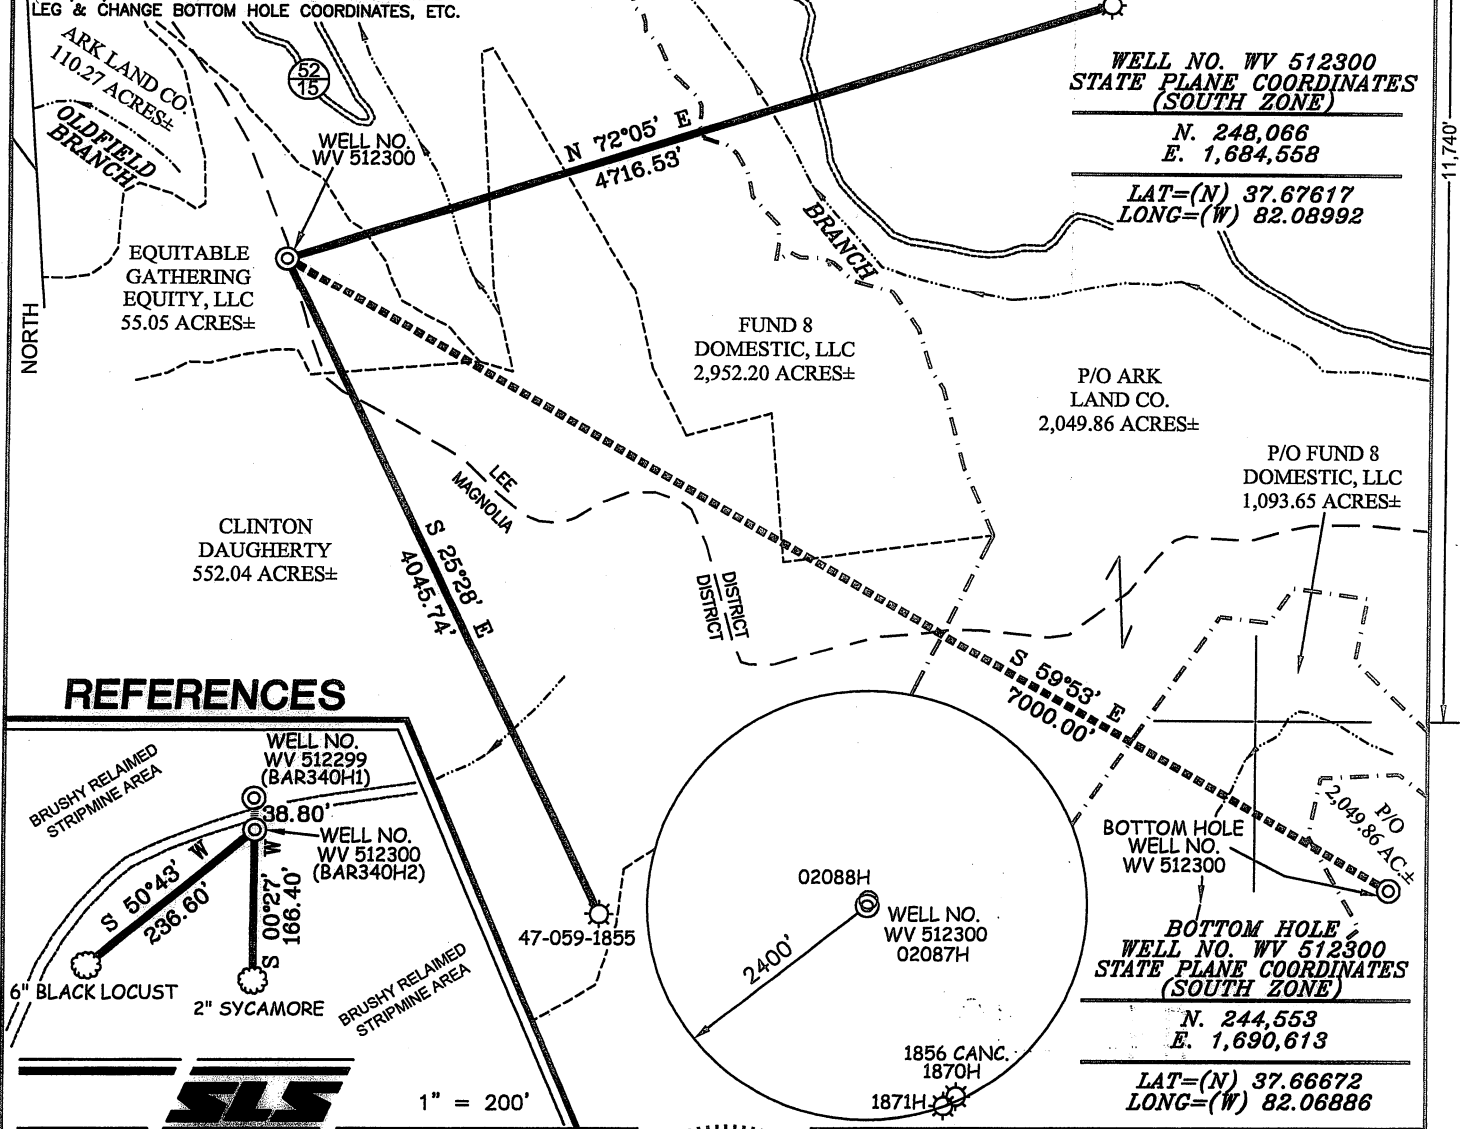 LEG & CHANGE BOTTOM HOLE COORDINATES, ETC.
ARK LAND CO.
110.27 ACRES±
OLDFIELD
BRANCH
52
15
WELL NO.
WV 512300
N 72°05' E
4716.53'
WELL NO. WV 512300
STATE PLANE COORDINATES
(SOUTH ZONE)
N. 248,066
E. 1,684,558
LAT=(N) 37.67617
LONG=(W) 82.08992
11,740'
BRANCH
EQUITABLE
GATHERING
EQUITY, LLC
55.05 ACRES±
NORTH
FUND 8
DOMESTIC, LLC
2,952.20 ACRES±
P/O ARK
LAND CO.
2,049.86 ACRES±
P/O FUND 8
DOMESTIC, LLC
1,093.65 ACRES±
LEE
MAGNOLIA
CLINTON
DAUGHERTY
552.04 ACRES±
S 25°28' E
4045.74'
DISTRICT
DISTRICT
S 59°53' E
7000.00'
REFERENCES
BRUSHY RELAIMED
STRIPMINE AREA
WELL NO.
WV 512299
(BAR340H1)
38.80'
WELL NO.
WV 512300
(BAR340H2)
S 50°43' W
236.60'
S 00°27' W
166.40'
6" BLACK LOCUST
2" SYCAMORE
BRUSHY RELAIMED
STRIPMINE AREA
47-059-1855
02088H
WELL NO.
WV 512300
02087H
2400'
1856 CANC.
1870H
1871H
P/O
2,049.86 AC.±
BOTTOM HOLE
WELL NO.
WV 512300
BOTTOM HOLE
WELL NO. WV 512300
STATE PLANE COORDINATES
(SOUTH ZONE)
N. 244,553
E. 1,690,613
LAT=(N) 37.66672
LONG=(W) 82.06886
SLS
1" = 200'